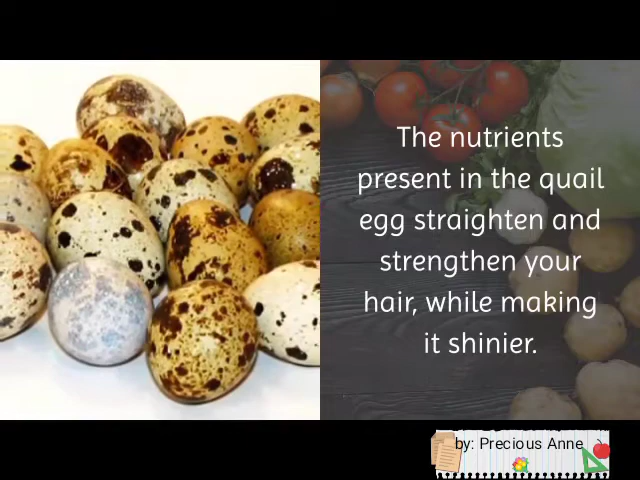 The nutrients
present in the quail
egg straighten and
strengthen your
hair, while making
it shinier.
by: Precious Anne